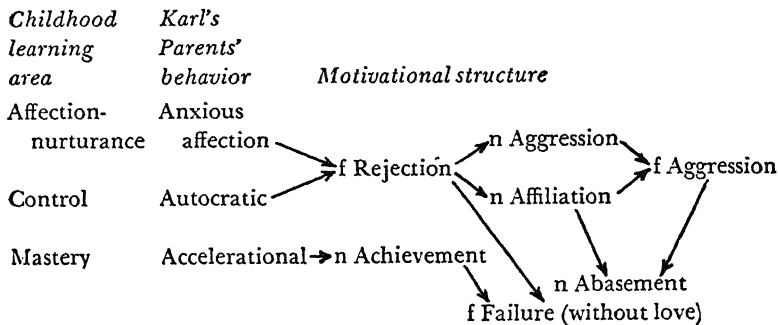 Childhood Karl's
learning Parents'
area behavior Motivational structure
Affection- Anxious
nurturance affection n Aggression
f Rejection f Aggression
Control Autocratic n Affiliation
Mastery Accelerational n Achievement
n Abasement
f Failure (without love)